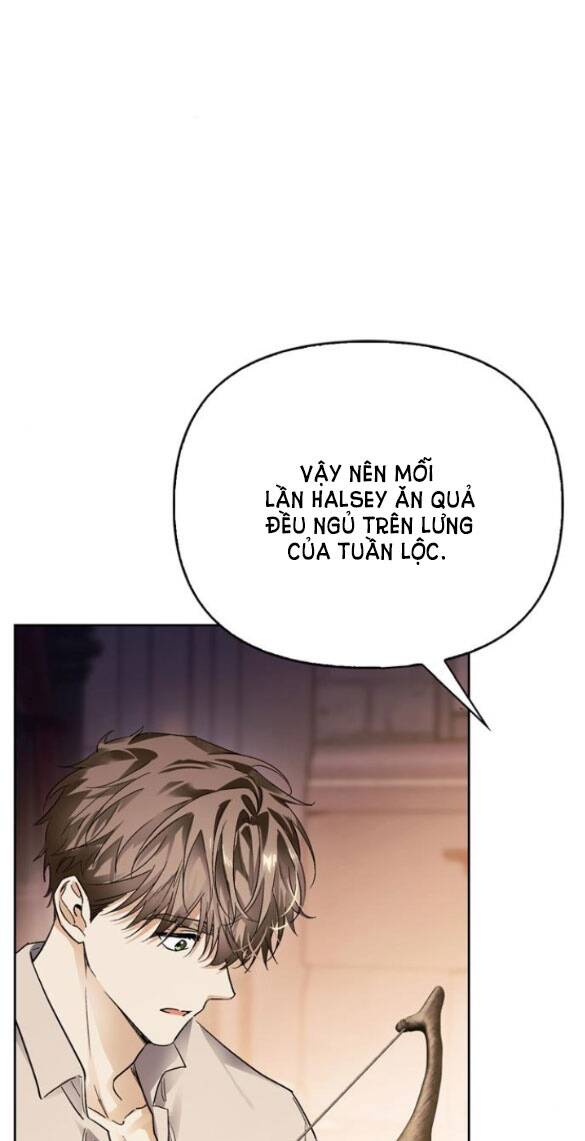 VẬY NÊN MỖI
LẦN HALSEY ĂN QUẢ
ĐỀU NGỦ TRÊN LƯNG
CỦA TUẦN LỘC.